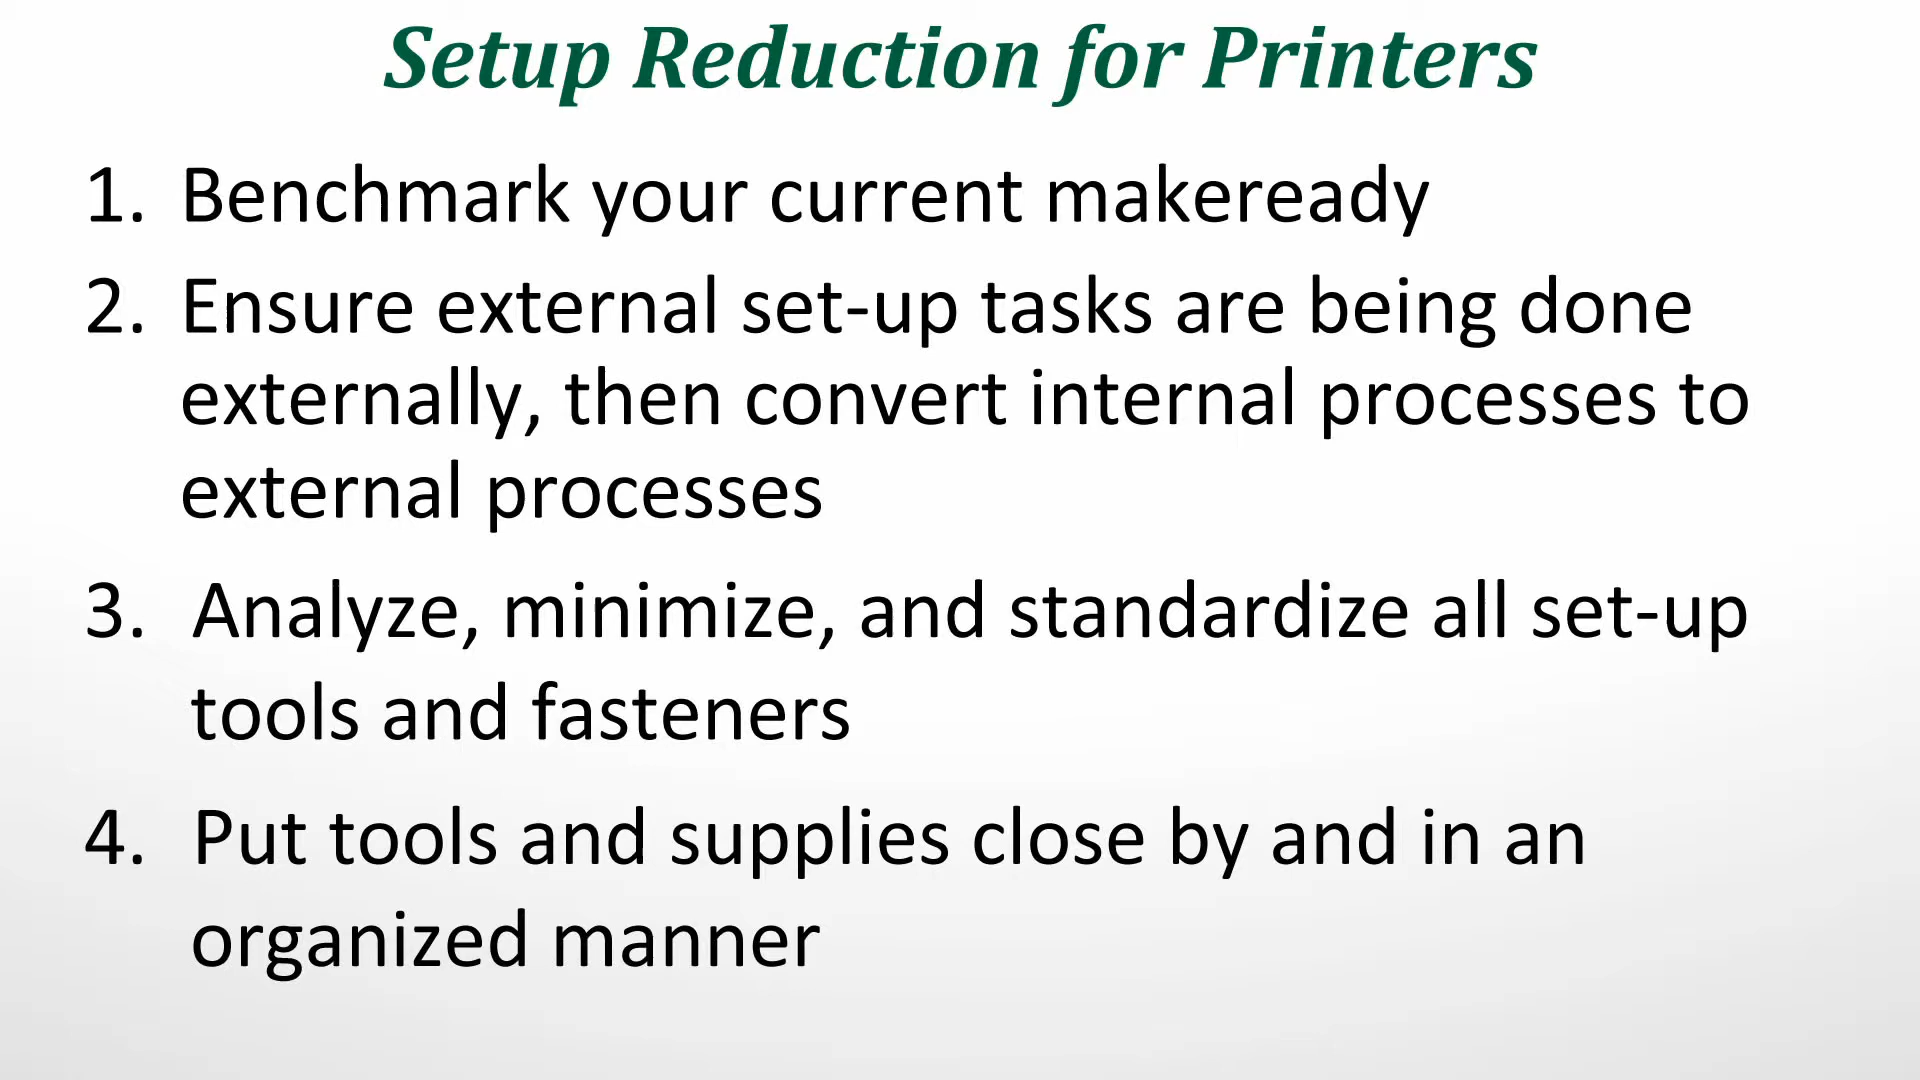 Setup Reduction for Printers
1. Benchmark your current makeready
2. Ensure external set-up tasks are being done
externally, then convert internal processes to
external processes
3. Analyze, minimize, and standardize all set-up
tools and fasteners
4. Put tools and supplies close by and in an
organized manner